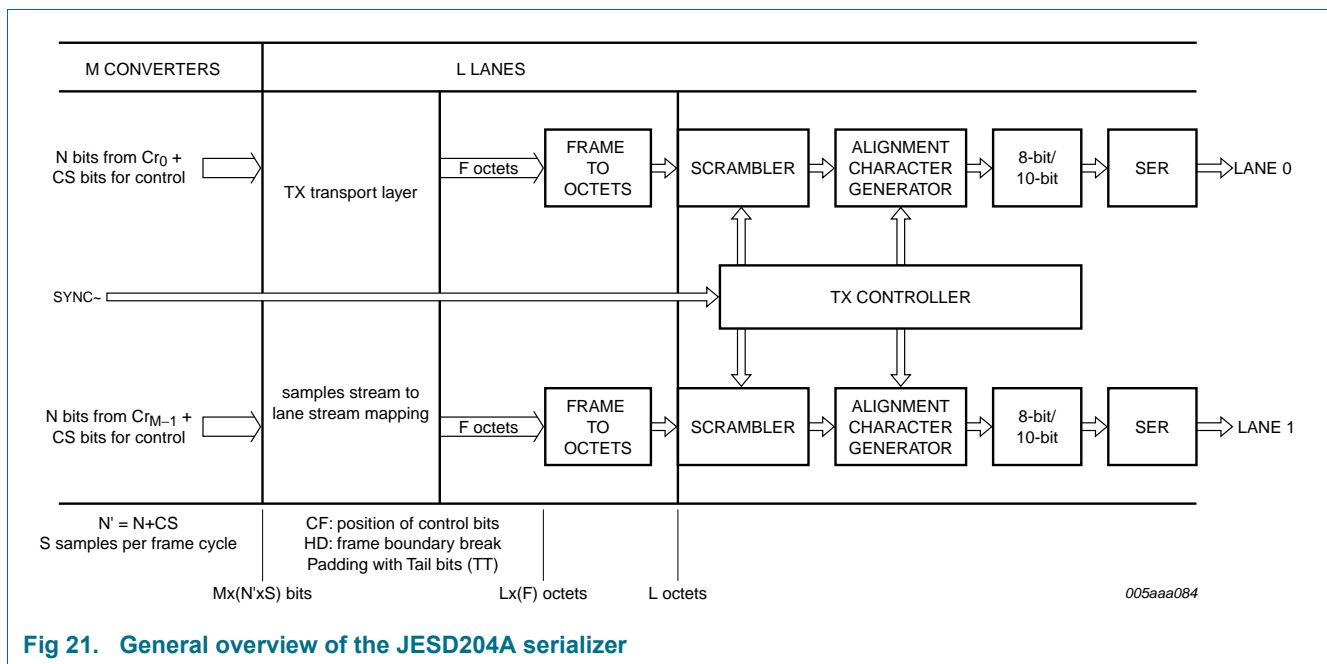 M CONVERTERS
L LANES
N bits from Cr0 +
CS bits for control
TX transport layer
F octets
FRAME
TO
OCTETS
SCRAMBLER
ALIGNMENT
CHARACTER
GENERATOR
8-bit/
10-bit
SER
LANE 0
SYNC~
TX CONTROLLER
N bits from CrM−1 +
CS bits for control
samples stream to
lane stream mapping
F octets
FRAME
TO
OCTETS
SCRAMBLER
ALIGNMENT
CHARACTER
GENERATOR
8-bit/
10-bit
SER
LANE 1
N' = N+CS
S samples per frame cycle
CF: position of control bits
HD: frame boundary break
Padding with Tail bits (TT)
Mx(N'xS) bits
Lx(F) octets
L octets
005aaa084
Fig 21. General overview of the JESD204A serializer